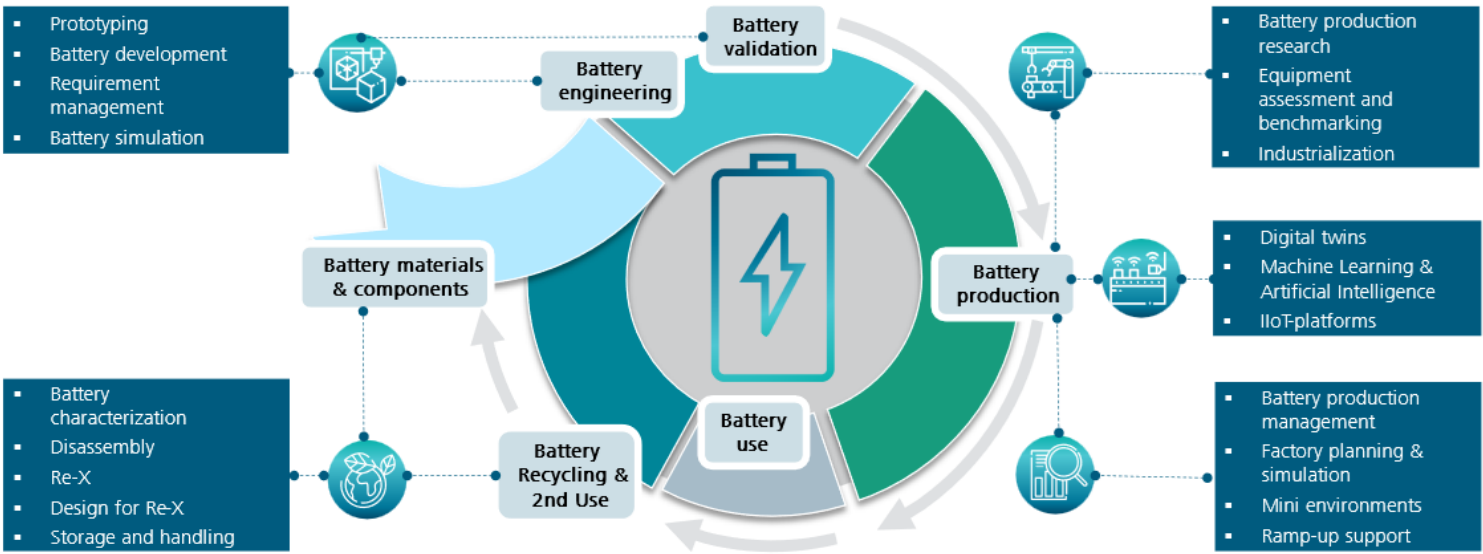 Prototyping
Battery development
Requirement
management
Battery simulation
Battery
engineering
Battery
validation
Battery production
research
Equipment
assessment and
benchmarking
Industrialization
Battery materials
& components
Battery
production
Digital twins
Machine Learning &
Artificial Intelligence
IIoT-platforms
Battery
characterization
Disassembly
Re-X
Design for Re-X
Storage and handling
Battery
Recycling &
2nd Use
Battery
use
Battery production
management
Factory planning &
simulation
Mini environments
Ramp-up support